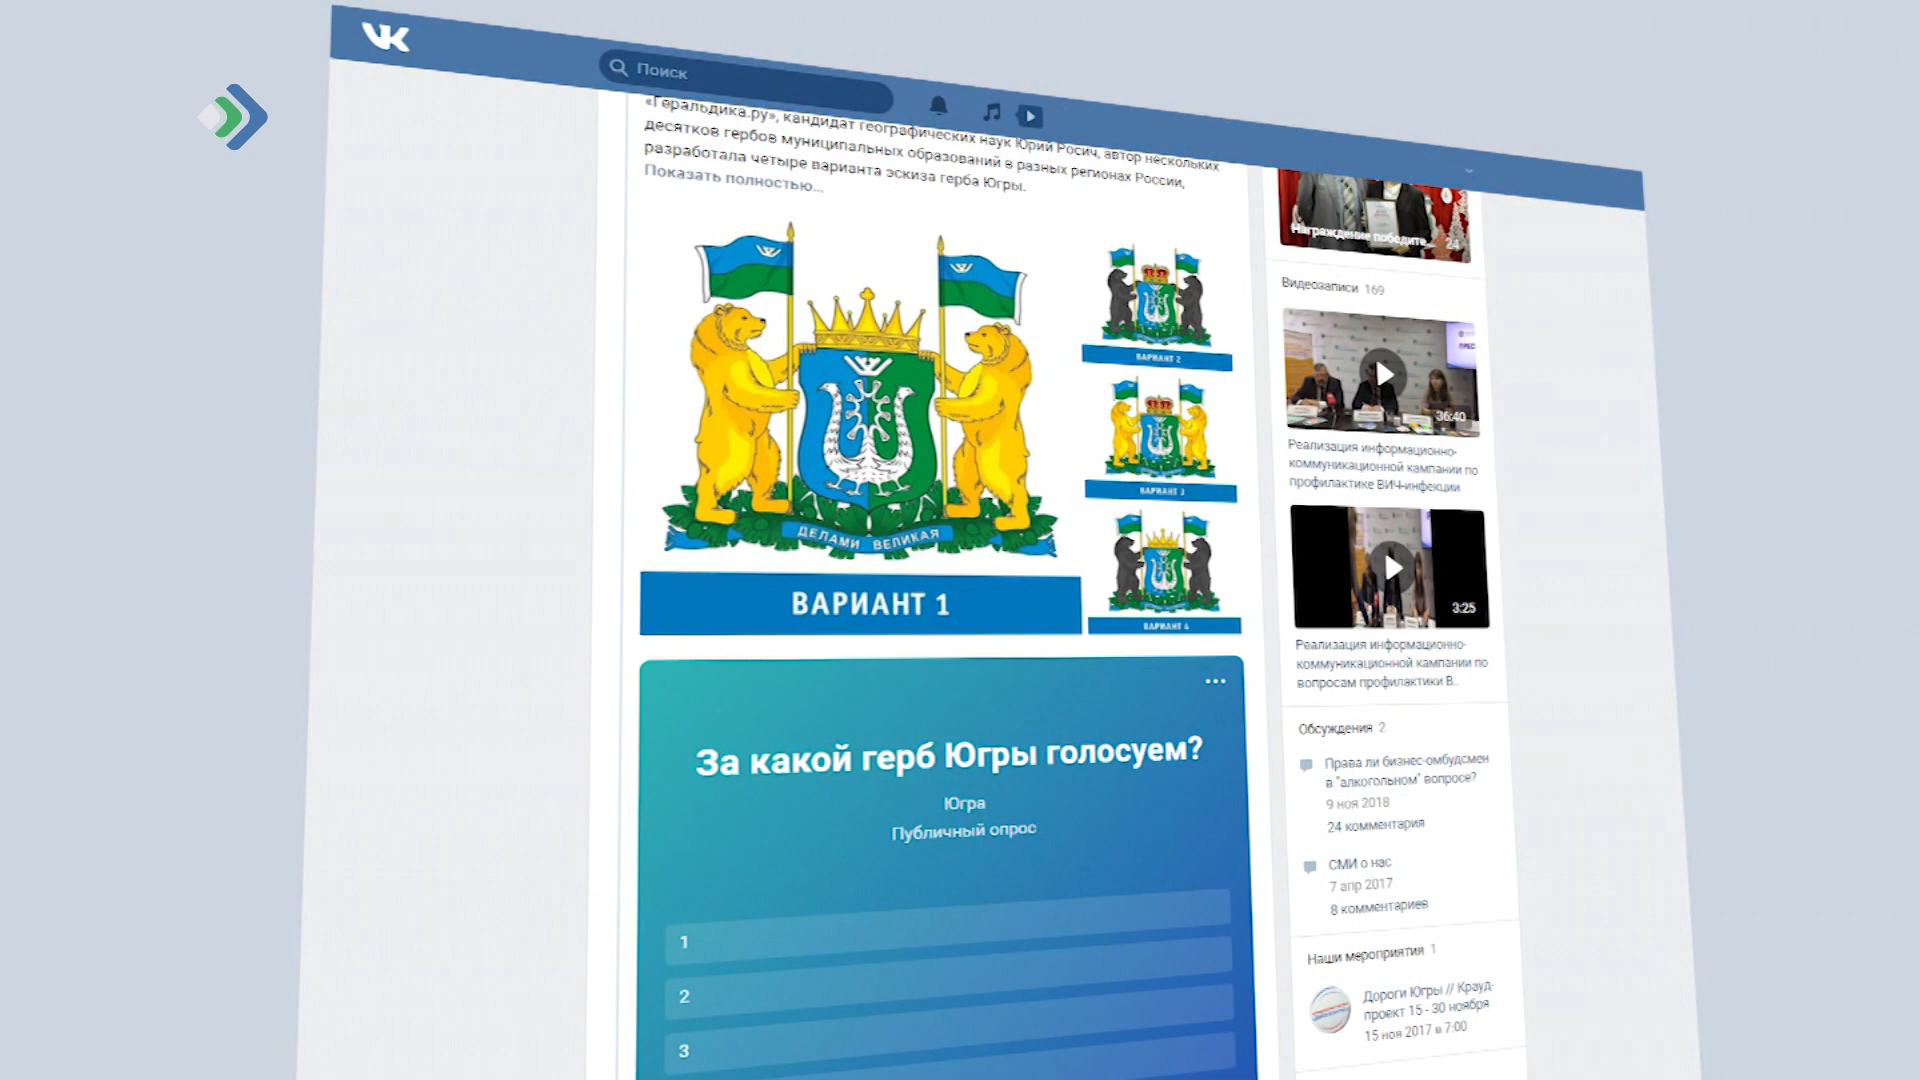 Поиск
«Геральдика.ру», кандидат географических наук Юрий Росич, автор нескольких
десятков гербов муниципальных образований в разных регионах России,
разработала четыре варианта эскиза герба Югры.
Показать полностью...
ДЕЛАМИ ВЕЛИКАЯ
ВАРИАНТ 1
ВАРИАНТ 2
ВАРИАНТ 3
ВАРИАНТ 4
За какой герб Югры голосуем?
Югра
Публичный опрос
1
2
3
Награждение победите... 24
Видеозаписи 169
36:40
Реализация информационно-
коммуникационной кампании по
профилактике ВИЧ-инфекции
3:25
Реализация информационно-
коммуникационной кампании по
вопросам профилактики В..
Обсуждения 2
Права ли бизнес-омбудсмен
в "алкогольном" вопросе?
9 ноя 2018
24 комментария
СМИ о нас
7 апр 2017
8 комментариев
Наши мероприятия 1
Дороги Югры // Крауд-
проект 15 - 30 ноября
15 ноя 2017 в 7:00